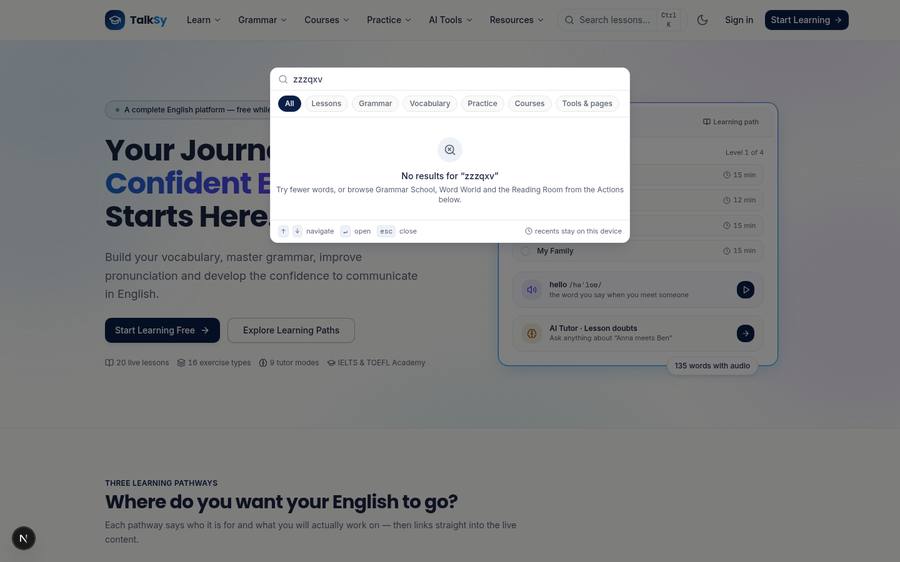 TalkSy
Learn
Grammar
Courses
Practice
AI Tools
Resources
Search lessons...
Ctrl K
Sign in
Start Learning →
zzzqxv
All
Lessons
Grammar
Vocabulary
Practice
Courses
Tools & pages
No results for “zzzqxv”
Try fewer words, or browse Grammar School, Word World and the Reading Room from the Actions
below.
↑ ↓ navigate ↵ open esc close
recents stay on this device
A complete English platform — free while
Your Journ
Confident E
Starts Here.
Build your vocabulary, master grammar, improve
pronunciation and develop the confidence to communicate
in English.
Start Learning Free →
Explore Learning Paths
20 live lessons
16 exercise types
9 tutor modes
IELTS & TOEFL Academy
Learning path
Level 1 of 4
15 min
12 min
15 min
My Family
15 min
hello /həˈloʊ/
the word you say when you meet someone
AI Tutor · Lesson doubts
Ask anything about “Anna meets Ben”
135 words with audio
THREE LEARNING PATHWAYS
Where do you want your English to go?
Each pathway says who it is for and what you will actually work on — then links straight into the live
content.
N